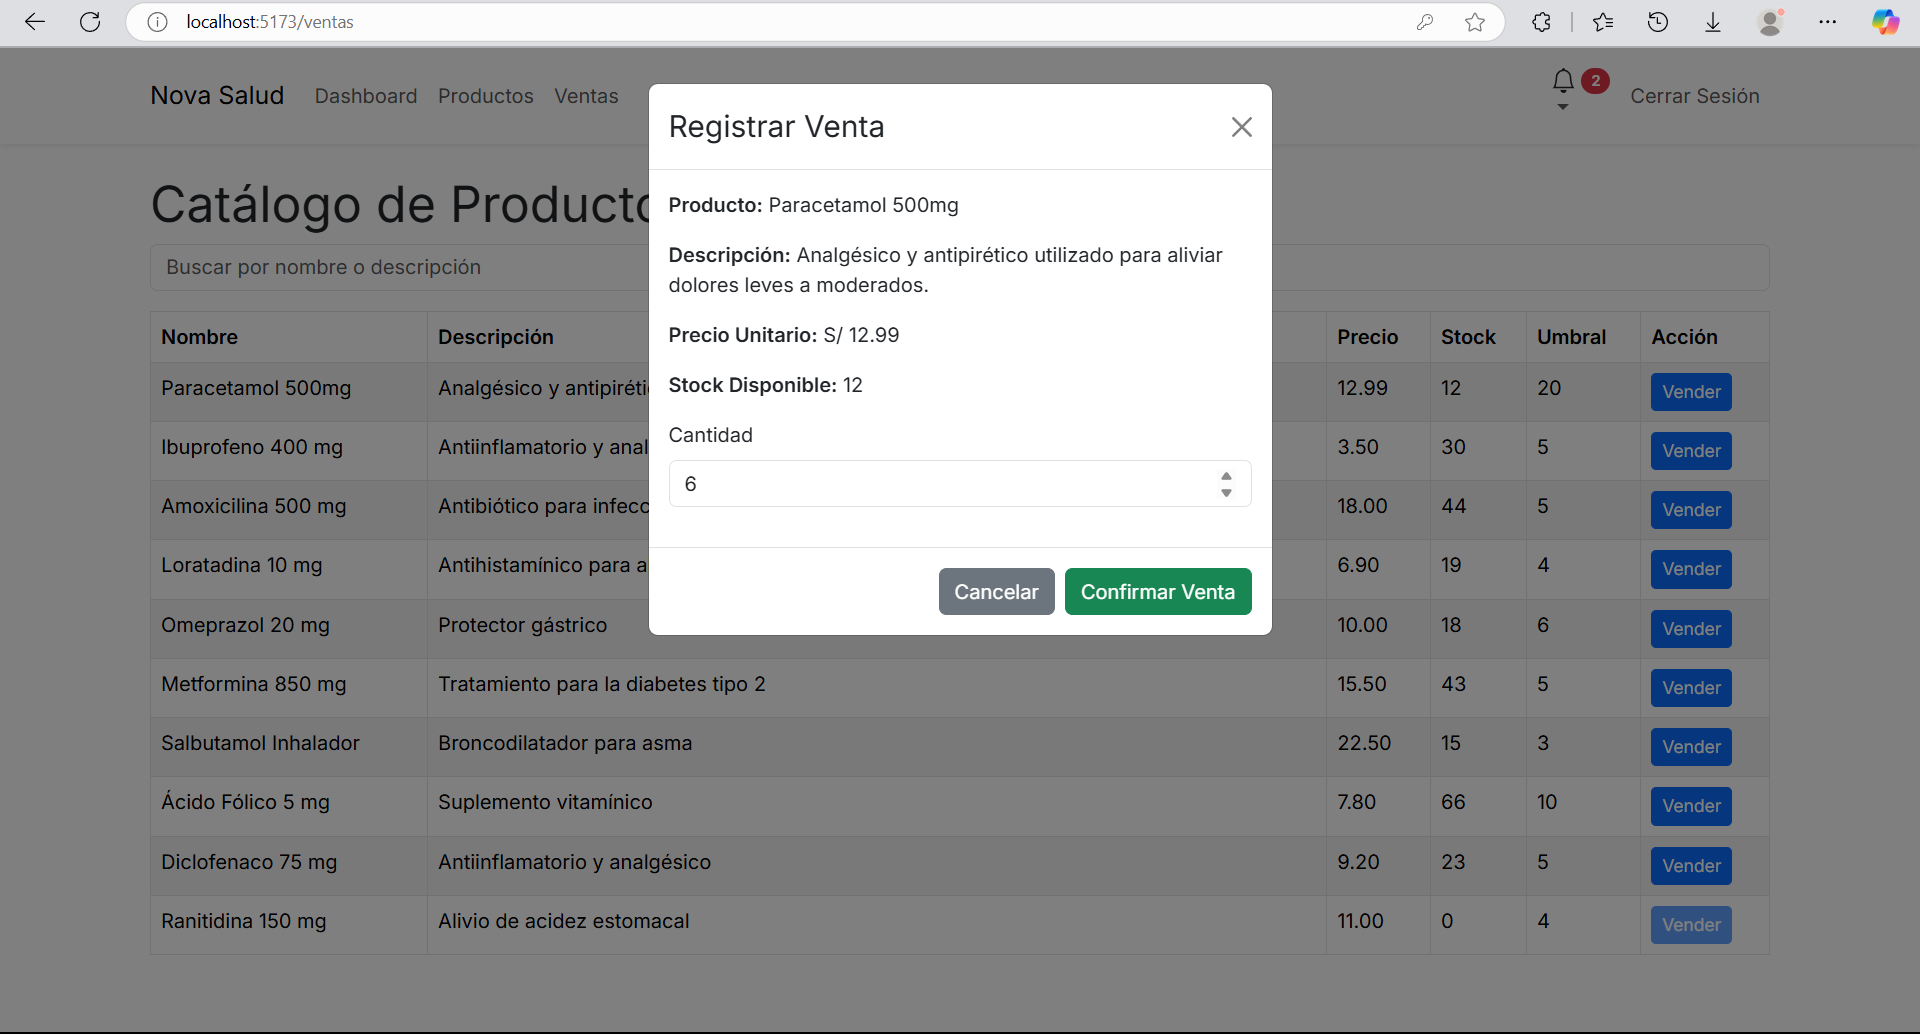 localhost:5173/ventas
Nova Salud Dashboard Productos Ventas 2 Cerrar Sesión
Registrar Venta
Producto: Paracetamol 500mg
Descripción: Analgésico y antipirético utilizado para aliviar
dolores leves a moderados.
Precio Unitario: S/ 12.99
Stock Disponible: 12
Cantidad
6
Cancelar Confirmar Venta
Catálogo de Producto
Buscar por nombre o descripción
Nombre Descripción Precio Stock Umbral Acción
Paracetamol 500mg Analgésico y antipiréti 12.99 12 20 Vender
Ibuprofeno 400 mg Antiinflamatorio y anal 3.50 30 5 Vender
Amoxicilina 500 mg Antibiótico para infecc 18.00 44 5 Vender
Loratadina 10 mg Antihistamínico para a 6.90 19 4 Vender
Omeprazol 20 mg Protector gástrico 10.00 18 6 Vender
Metformina 850 mg Tratamiento para la diabetes tipo 2 15.50 43 5 Vender
Salbutamol Inhalador Broncodilatador para asma 22.50 15 3 Vender
Ácido Fólico 5 mg Suplemento vitamínico 7.80 66 10 Vender
Diclofenaco 75 mg Antiinflamatorio y analgésico 9.20 23 5 Vender
Ranitidina 150 mg Alivio de acidez estomacal 11.00 0 4 Vender